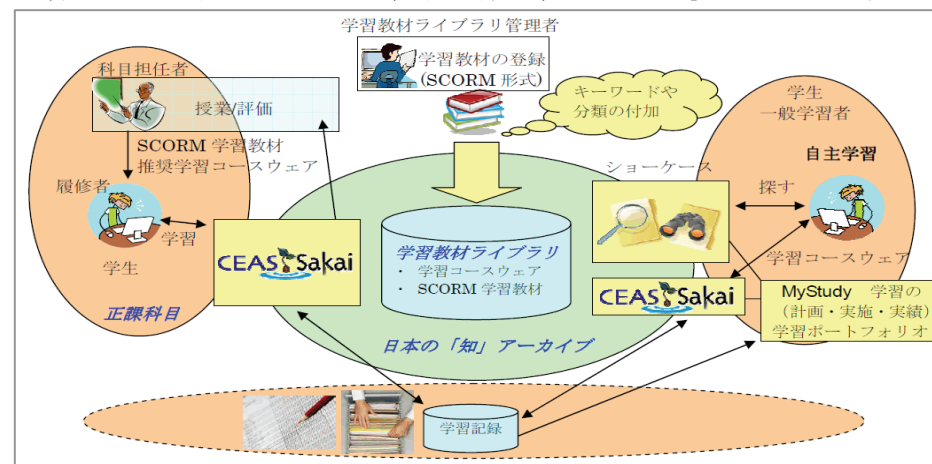 学習教材ライブラリ管理者
学習教材の登録
(SCORM 形式)
キーワードや
分類の付加
科目担任者
授業/評価
SCORM 学習教材
推奨学習コースウェア
履修者
学習
学生
正課科目
CEAS Sakai
学習教材ライブラリ
・ 学習コースウェア
・ SCORM 学習教材
日本の「知」アーカイブ
ショーケース
学生
一般学習者
自主学習
探す
学習コースウェア
CEAS Sakai
MyStudy 学習の
(計画・実施・実績)
学習ポートフォリオ
学習記録